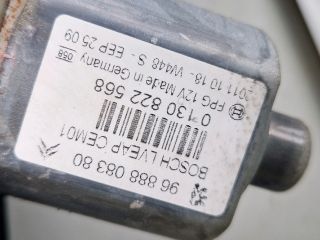 96 888 083 80
BOSCH LVEAP CEM01
0 130 822 568
FPG 12V Made in Germany 058
2011 10 18 - W448 S - EEP 25 09